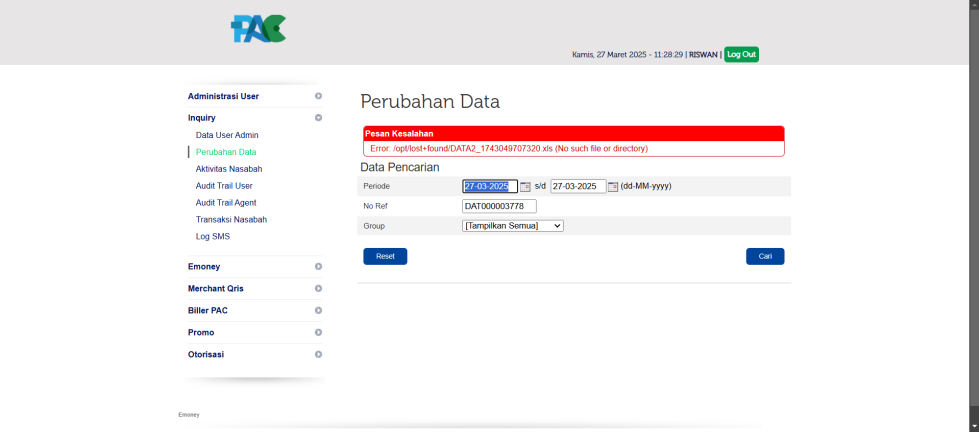 PAC
Kamis, 27 Maret 2025 - 11:28:29 | RISWAN | Log Out
Administrasi User
Inquiry
Data User Admin
Perubahan Data
Aktivitas Nasabah
Audit Trail User
Audit Trail Agent
Transaksi Nasabah
Log SMS
Emoney
Merchant Qris
Biller PAC
Promo
Otorisasi
Perubahan Data
Pesan Kesalahan
Error: /opt/lost+found/DATA2_1743049707320.xls (No such file or directory)
Data Pencarian
Periode 27-03-2025 s/d 27-03-2025 (dd-MM-yyyy)
No Ref DAT000003778
Group [Tampilkan Semua]
Reset Cari
Emoney